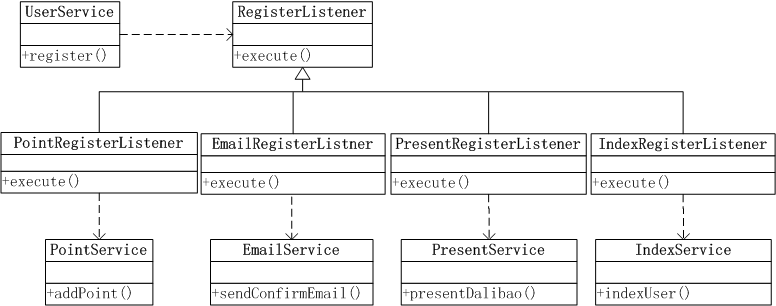 UserService
RegisterListener
+register()
+execute()
PointRegisterListener
EmailRegisterListner
PresentRegisterListener
IndexRegisterListener
+execute()
+execute()
+execute()
+execute()
PointService
EmailService
PresentService
IndexService
+addPoint()
+sendConfirmEmail()
+presentDalibao()
+indexUser()